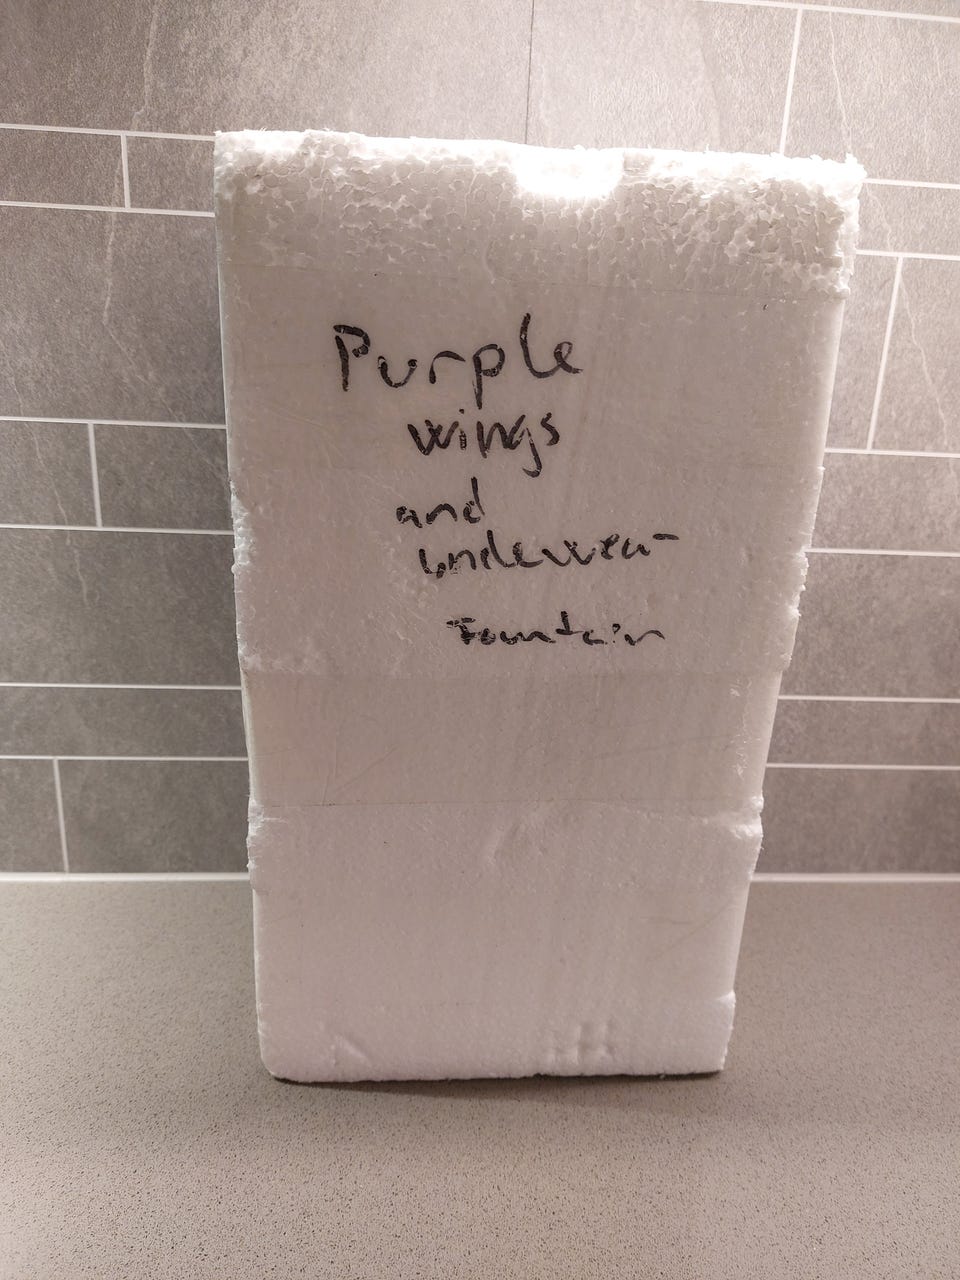 Purple
wings
and
underwear
Fountain